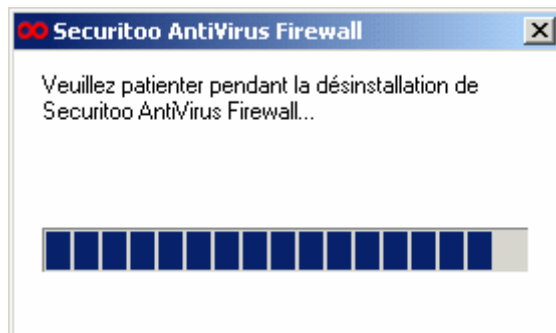 Securitoo AntiVirus Firewall
Veuillez patienter pendant la désinstallation de
Securitoo AntiVirus Firewall...